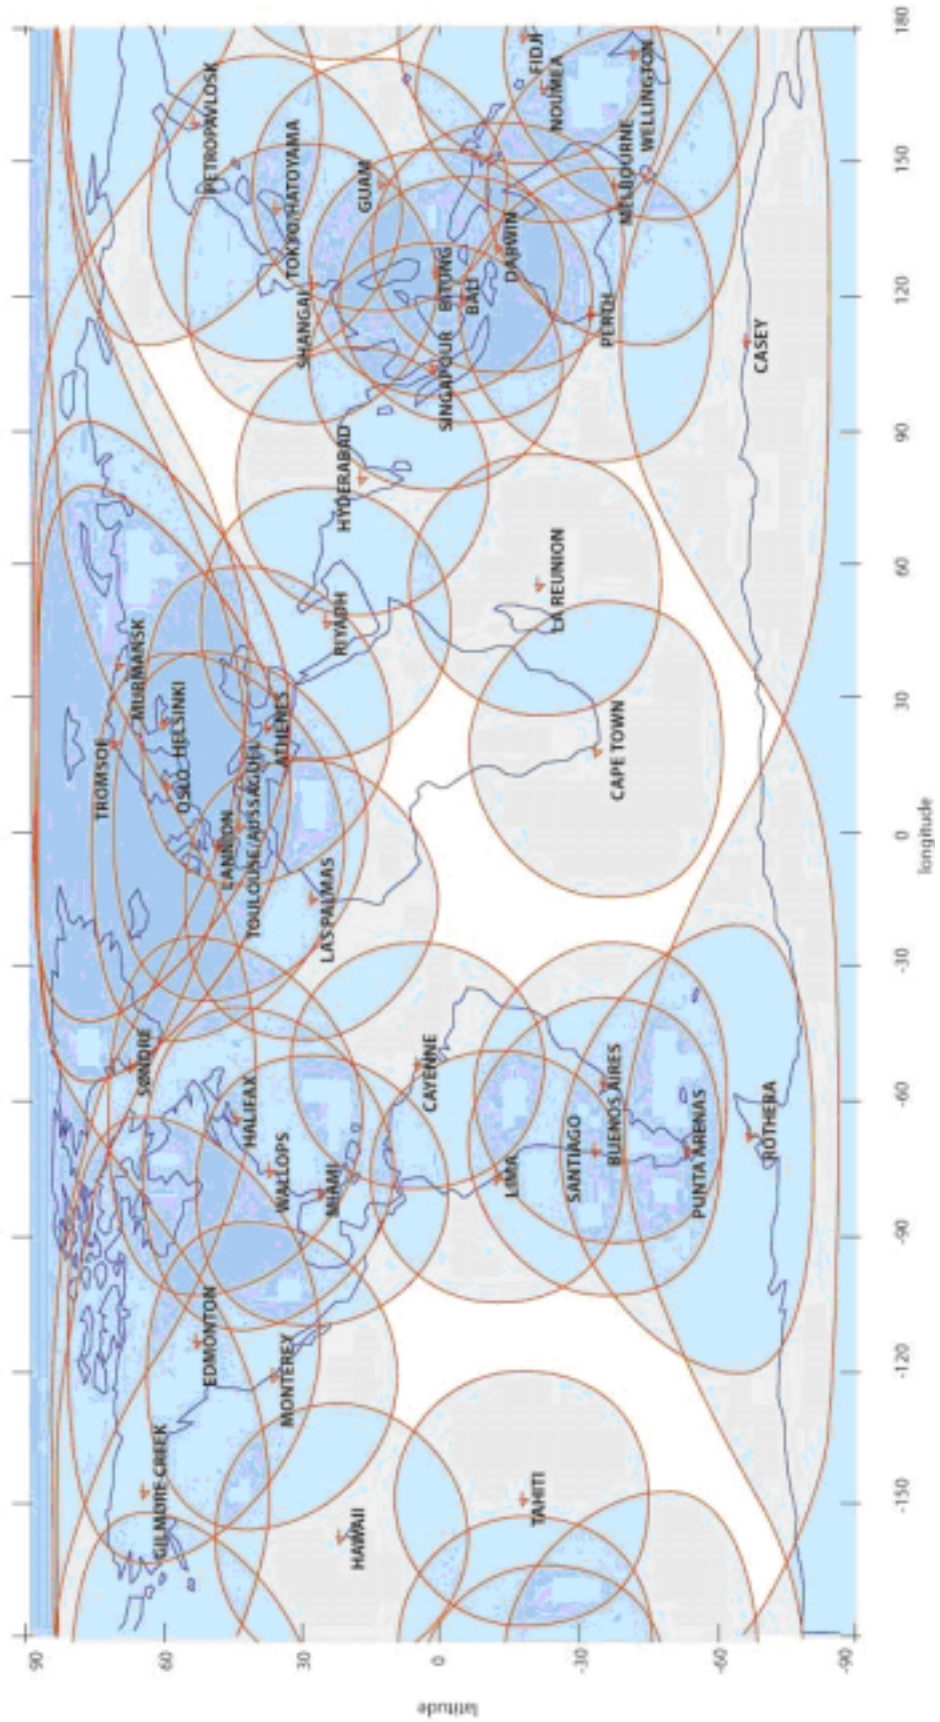 latitude
90
60
30
0
-30
-60
-90
PETROPAVLOSK
TOKYO/HATOYAMA
GUAM
FIDJI
NOUMEA
WELLINGTON
MELBOURNE
SHANGAI
DARWIN
BITUNG
BALI
SINGAPOUR
PERTH
CASEY
HYDERABAD
RIYADH
LA REUNION
CAPE TOWN
MURMANSK
TROMSOE
HELSINKI
OSLO
ATHENES
LANNION
TOULOUSE/AUSSAGUEL
LAS PALMAS
SØNDRE
HALIFAX
WALLOPS
MIAMI
CAYENNE
LIMA
SANTIAGO
BUENOS AIRES
PUNTA ARENAS
ROTHERA
EDMONTON
MONTEREY
GILMORE CREEK
HAWAII
TAHITI
-150
-120
-90
-60
-30
0
30
60
90
120
150
180
longitude